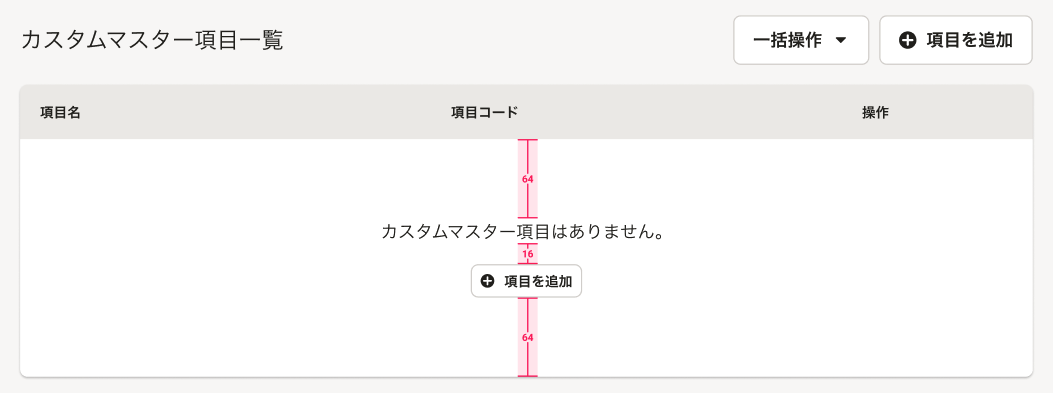 カスタムマスター項目一覧
一括操作
項目を追加
項目名 項目コード 操作
64
カスタムマスター項目はありません。
16
項目を追加
64